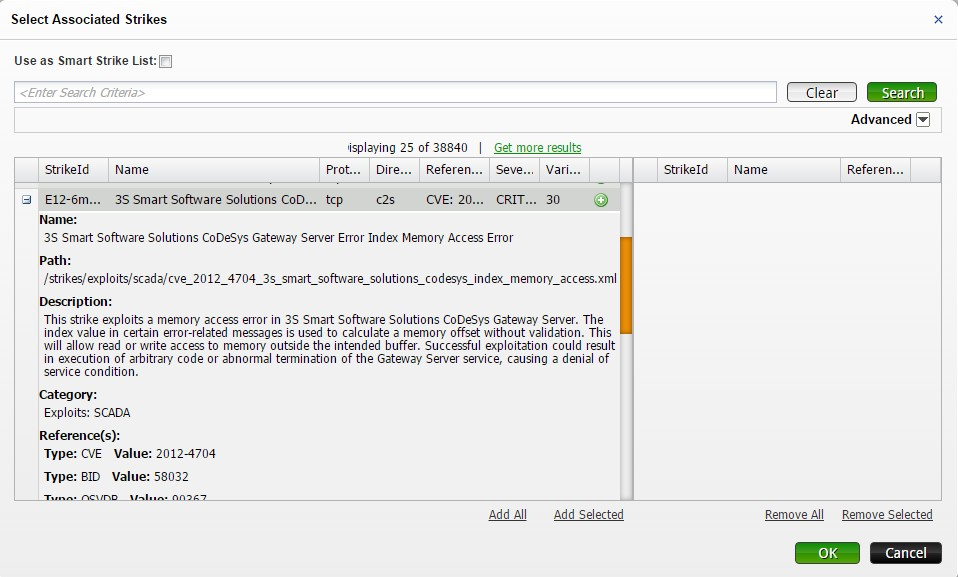 Select Associated Strikes
Use as Smart Strike List:
<Enter Search Criteria>
Clear
Search
Advanced
isplaying 25 of 38840 | Get more results
StrikeId Name Prot... Dire... Referen... Seve... Vari...
StrikeId Name Referen...
E12-6m... 3S Smart Software Solutions CoD... tcp c2s CVE: 20... CRIT... 30
Name:
3S Smart Software Solutions CoDeSys Gateway Server Error Index Memory Access Error
Path:
/strikes/exploits/scada/cve_2012_4704_3s_smart_software_solutions_codesys_index_memory_access.xml
Description:
This strike exploits a memory access error in 3S Smart Software Solutions CoDeSys Gateway Server. The
index value in certain error-related messages is used to calculate a memory offset without validation. This
will allow read or write access to memory outside the intended buffer. Successful exploitation could result
in execution of arbitrary code or abnormal termination of the Gateway Server service, causing a denial of
service condition.
Category:
Exploits: SCADA
Reference(s):
Type: CVE Value: 2012-4704
Type: BID Value: 58032
Type: OSVDB Value: 90367
Add All Add Selected
Remove All Remove Selected
OK Cancel